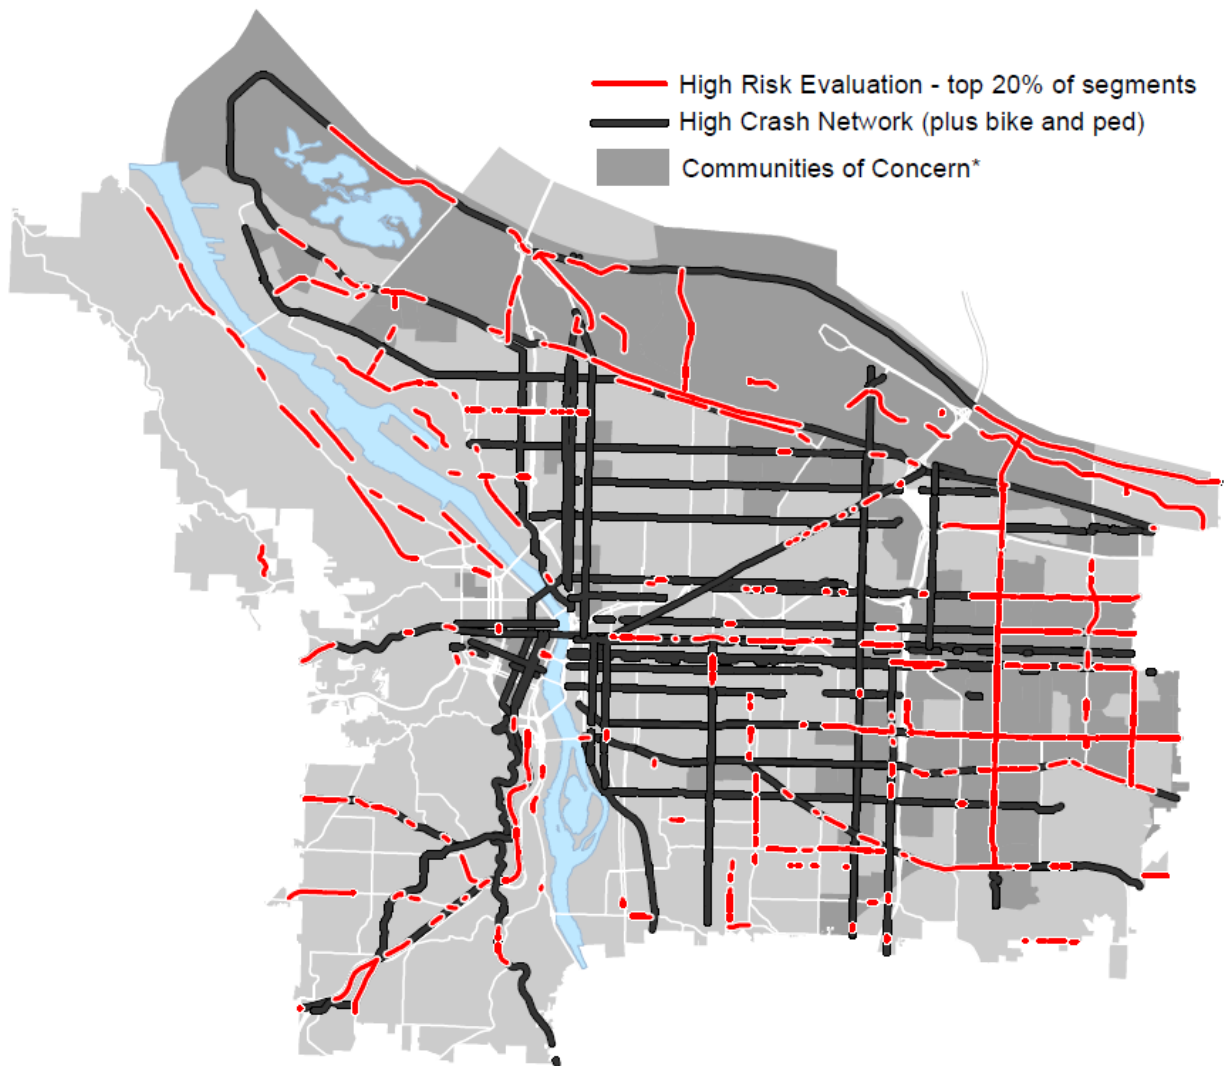 High Risk Evaluation - top 20% of segments
High Crash Network (plus bike and ped)
Communities of Concern*